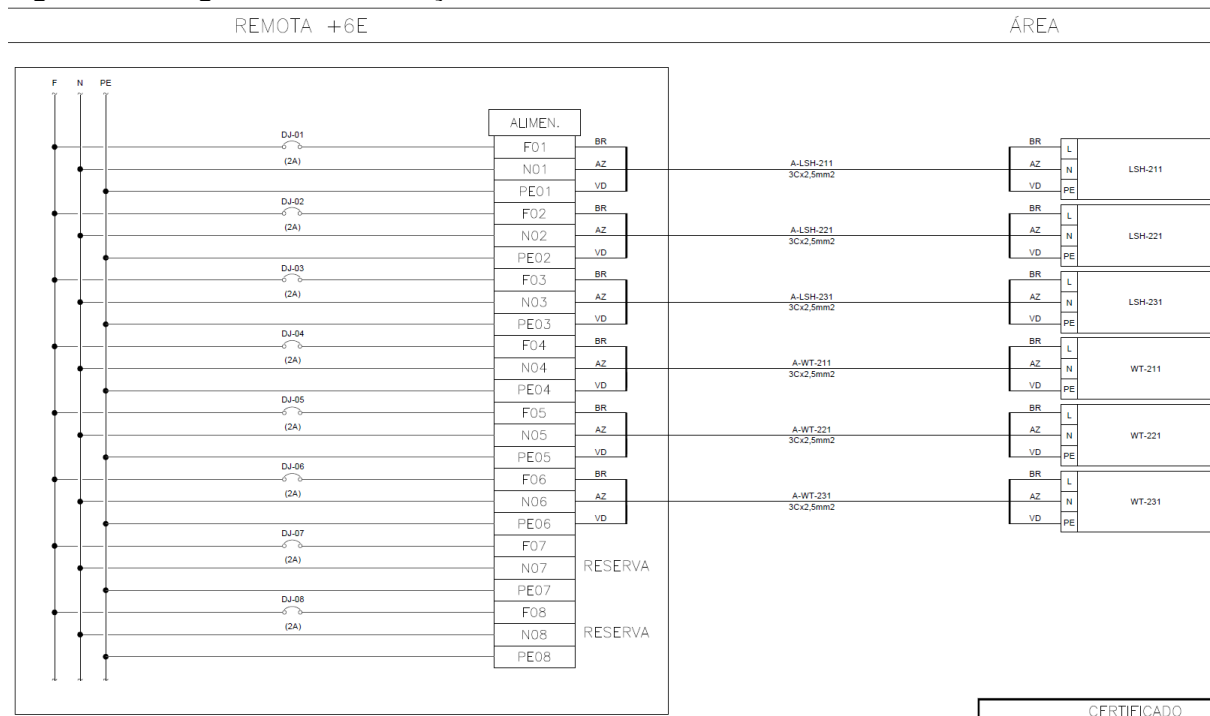 REMOTA +6E ÁREA
F N PE
ALIMEN.
DJ-01 F01 BR BR L
(2A) N01 AZ A-LSH-211 AZ N LSH-211
3Cx2,5mm2
PE01 VD VD PE
DJ-02 F02 BR BR L
(2A) N02 AZ A-LSH-221 AZ N LSH-221
3Cx2,5mm2
PE02 VD VD PE
DJ-03 F03 BR BR L
(2A) N03 AZ A-LSH-231 AZ N LSH-231
3Cx2,5mm2
PE03 VD VD PE
DJ-04 F04 BR BR L
(2A) N04 AZ A-WT-211 AZ N WT-211
3Cx2,5mm2
PE04 VD VD PE
DJ-05 F05 BR BR L
(2A) N05 AZ A-WT-221 AZ N WT-221
3Cx2,5mm2
PE05 VD VD PE
DJ-06 F06 BR BR L
(2A) N06 AZ A-WT-231 AZ N WT-231
3Cx2,5mm2
PE06 VD VD PE
DJ-07 F07
(2A) N07 RESERVA
PE07
DJ-08 F08
(2A) N08 RESERVA
PE08
CERTIFICADO